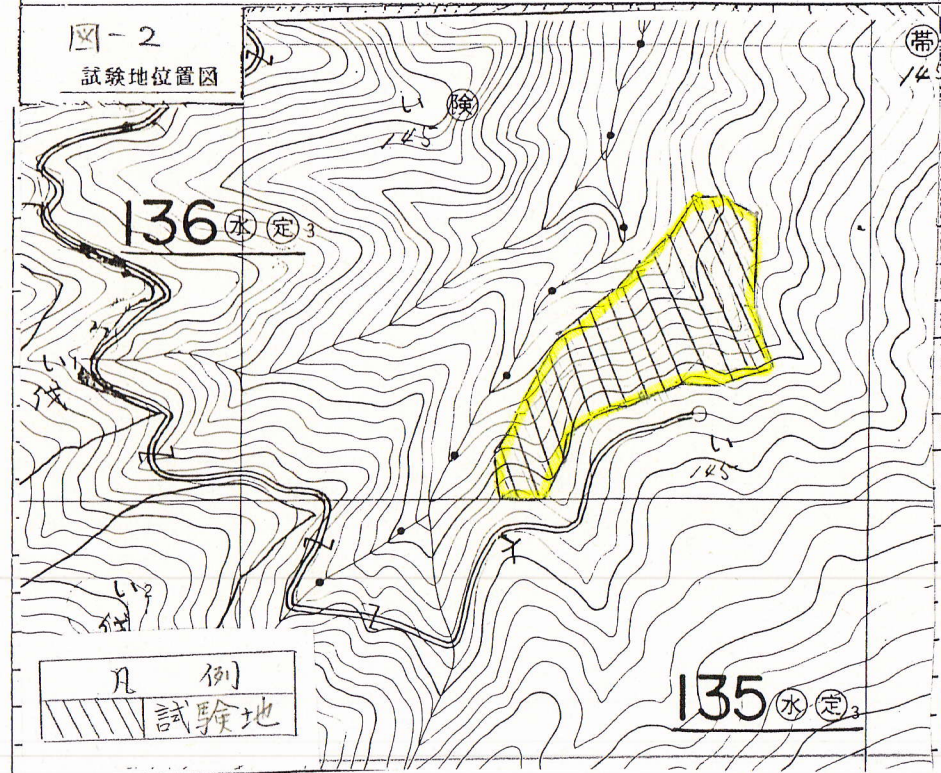 図-2
試験地位置図
帯
145
い 険
145
136 水 定 3
い1
伐
い
145
い2
伐
凡 例
試験地
135 水 定 3